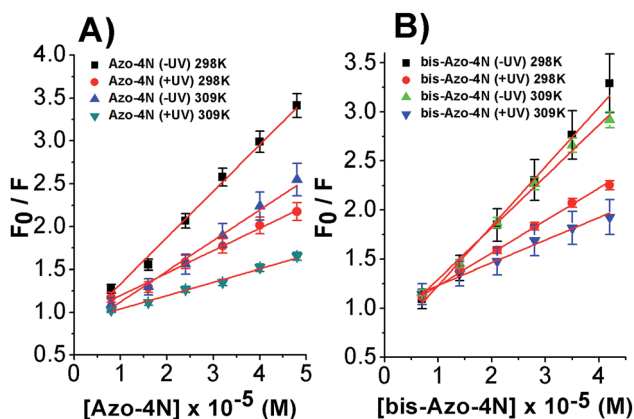 A)
Azo-4N (-UV) 298K
Azo-4N (+UV) 298K
Azo-4N (-UV) 309K
Azo-4N (+UV) 309K
F0 / F
4.0
3.5
3.0
2.5
2.0
1.5
1.0
0.5
0 1 2 3 4 5
[Azo-4N] x 10-5 (M)
B)
bis-Azo-4N (-UV) 298K
bis-Azo-4N (+UV) 298K
bis-Azo-4N (-UV) 309K
bis-Azo-4N (+UV) 309K
F0 / F
3.5
3.0
2.5
2.0
1.5
1.0
0.5
0 1 2 3 4
[bis-Azo-4N] x 10-5 (M)